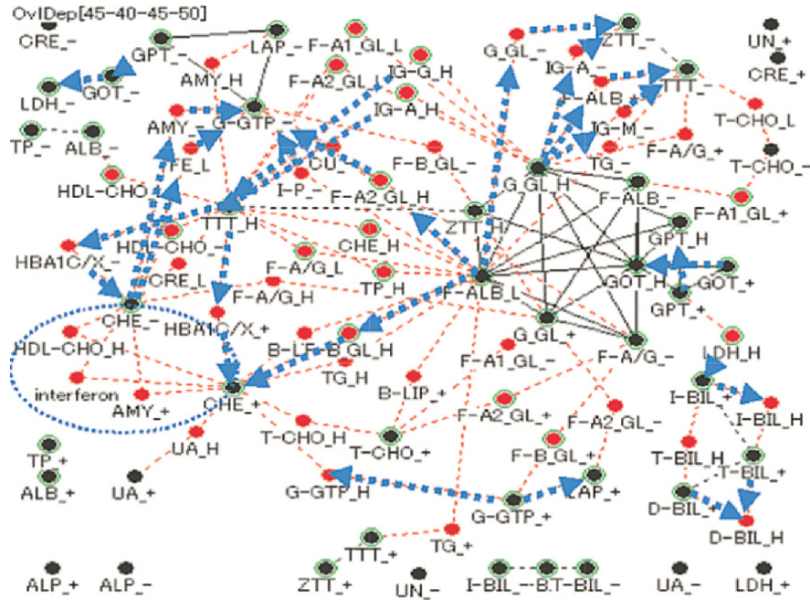 OvlDep[45-40-45-50]
CRE_-
GPT_-
LAP_-
F-A1_GL_L
G_GL_-
ZTT_-
UN_+
AMY_H
F-A2_GL_L
IG-G_H
IG-A_-
CRE_+
LDH_-
GOT_-
IG-A_H
F-ALB_
TTT_-
AMY_-
G-GTP_-
IG-M_-
T-CHO_L
TP_-
ALB_-
FE_L
CU_-
F-B_GL_-
TG_-
F-A/G_+
T-CHO_-
HDL-CHO
I-P_-
F-A2_GL_H
G_GL_H
F-ALB_-
F-A1_GL_+
TTT_H
ZTT_H
GPT_H
HBA1C/X_-
HDL-CHO_-
CHE_H
CRE_L
F-A/G_L
TP_H
F-ALB_L
GOT_H
GOT_+
F-A/G_H
GPT_+
CHE_-
HBA1C/X_+
G_GL_+
F-A/G_-
HDL-CHO_H
B-LF-B_GL_H
F-A1_GL_-
LDH_H
TG_H
interferon
AMY_+
CHE_+
B-LIP_+
I-BIL_+
I-BIL_H
UA_H
T-CHO_H
T-CHO_+
F-A2_GL_+
F-A2_GL_-
TP_+
F-B_GL_+
T-BIL_H
T-BIL_+
ALB_+
UA_+
G-GTP_H
G-GTP_+
LAP_+
D-BIL_+
D-BIL_H
TTT_+
TG_+
ALP_+
ALP_-
ZTT_+
UN_-
I-BIL_-
B.T-BIL_-
UA_-
LDH_+